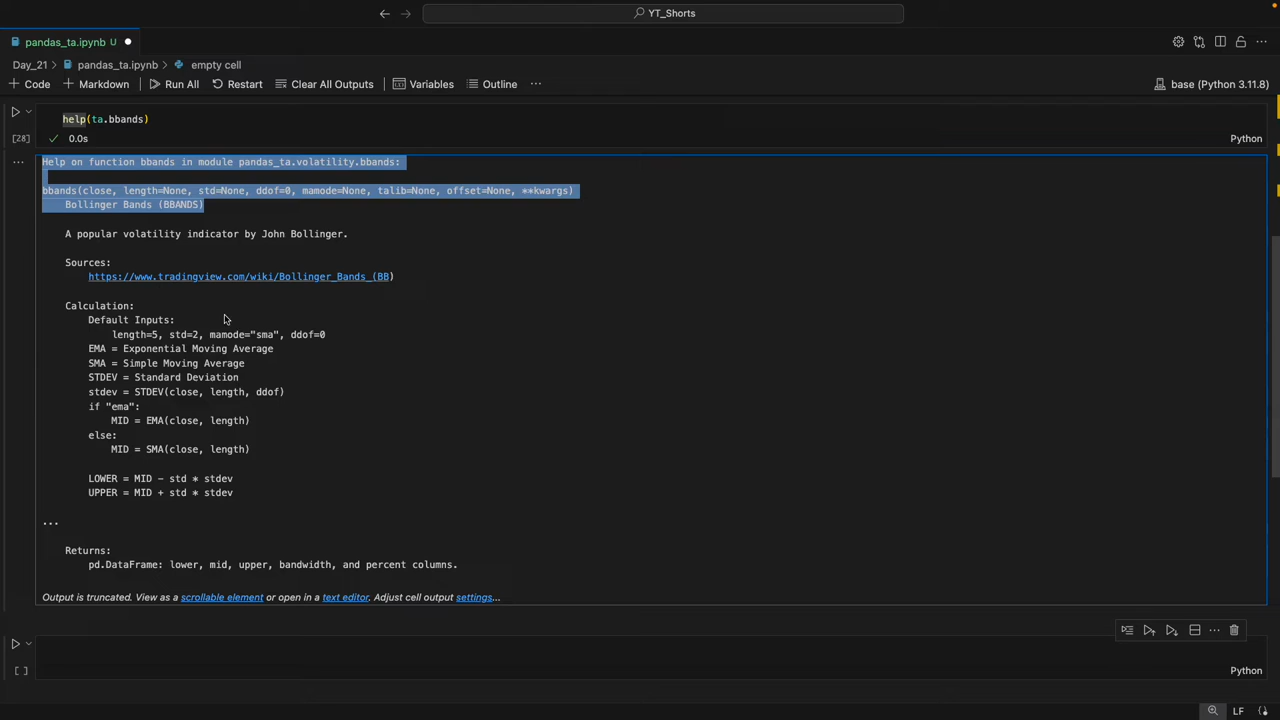 YT_Shorts
pandas_ta.ipynb U
Day_21 > pandas_ta.ipynb > empty cell
+ Code + Markdown Run All Restart Clear All Outputs Variables Outline ... base (Python 3.11.8)
help(ta.bbands)
[28] 0.0s Python
... Help on function bbands in module pandas_ta.volatility.bbands:
bbands(close, length=None, std=None, ddof=0, mamode=None, talib=None, offset=None, **kwargs)
Bollinger Bands (BBANDS)
A popular volatility indicator by John Bollinger.
Sources:
https://www.tradingview.com/wiki/Bollinger_Bands_(BB)
Calculation:
Default Inputs:
length=5, std=2, mamode="sma", ddof=0
EMA = Exponential Moving Average
SMA = Simple Moving Average
STDEV = Standard Deviation
stdev = STDEV(close, length, ddof)
if "ema":
MID = EMA(close, length)
else:
MID = SMA(close, length)
LOWER = MID - std * stdev
UPPER = MID + std * stdev
...
Returns:
pd.DataFrame: lower, mid, upper, bandwidth, and percent columns.
Output is truncated. View as a scrollable element or open in a text editor. Adjust cell output settings...
[ ] Python
LF